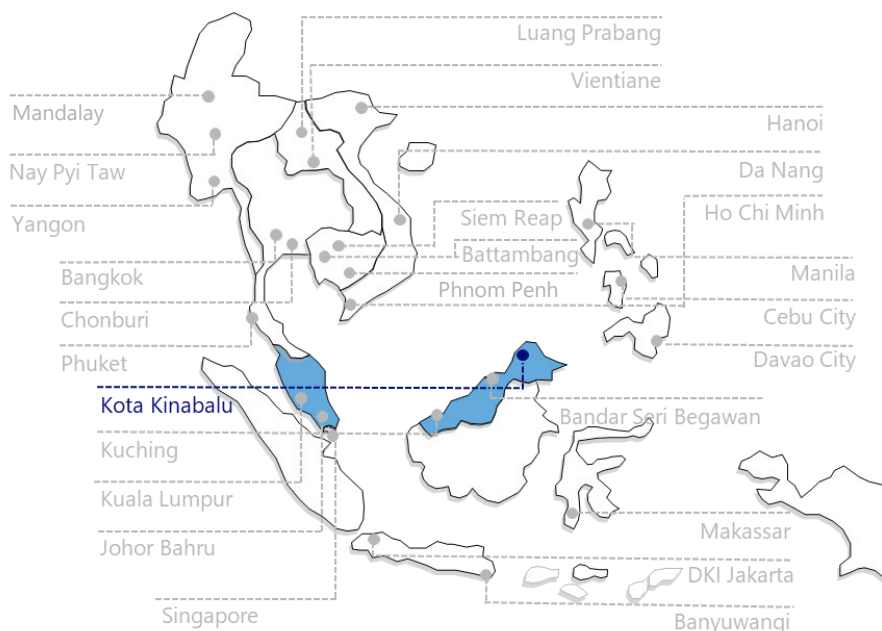 Luang Prabang
Vientiane
Mandalay
Hanoi
Nay Pyi Taw
Da Nang
Yangon
Siem Reap
Ho Chi Minh
Battambang
Bangkok
Manila
Phnom Penh
Chonburi
Cebu City
Phuket
Davao City
Kota Kinabalu
Bandar Seri Begawan
Kuching
Kuala Lumpur
Makassar
Johor Bahru
DKI Jakarta
Singapore
Banyuwangi